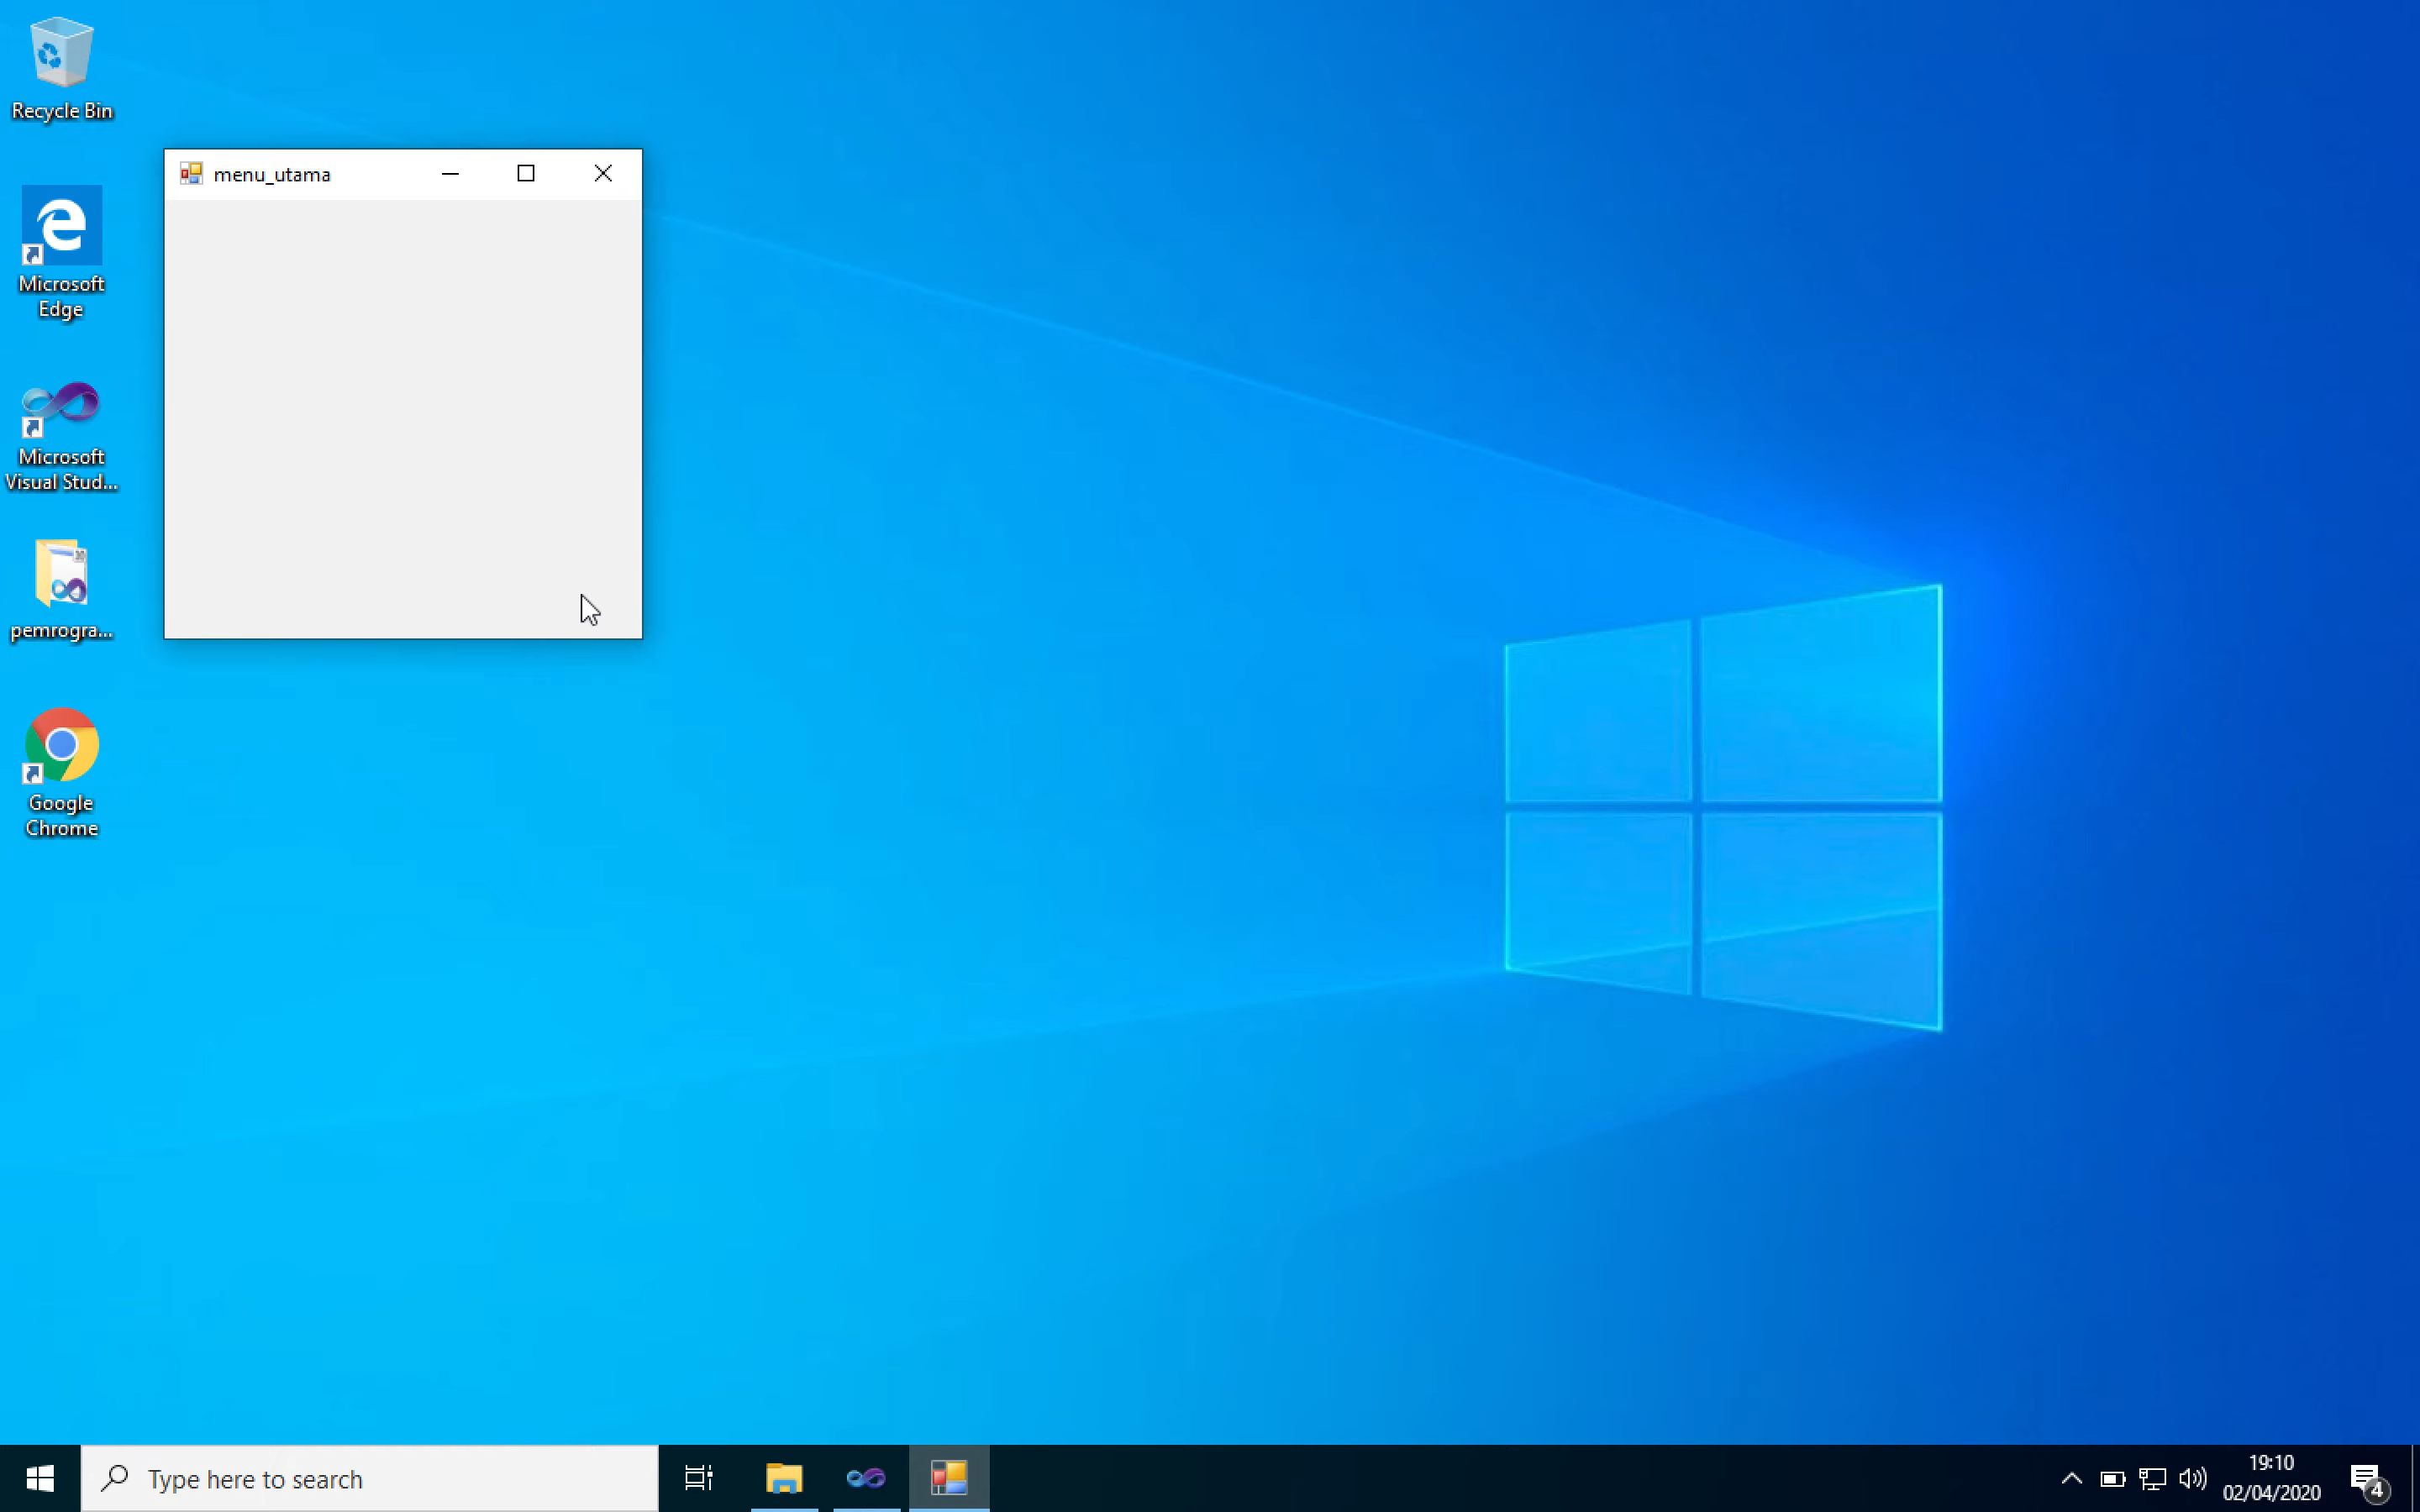 Recycle Bin
menu_utama
Microsoft
Edge
Microsoft
Visual Stud...
30
pemrogra...
Google
Chrome
Type here to search
19:10
02/04/2020
4